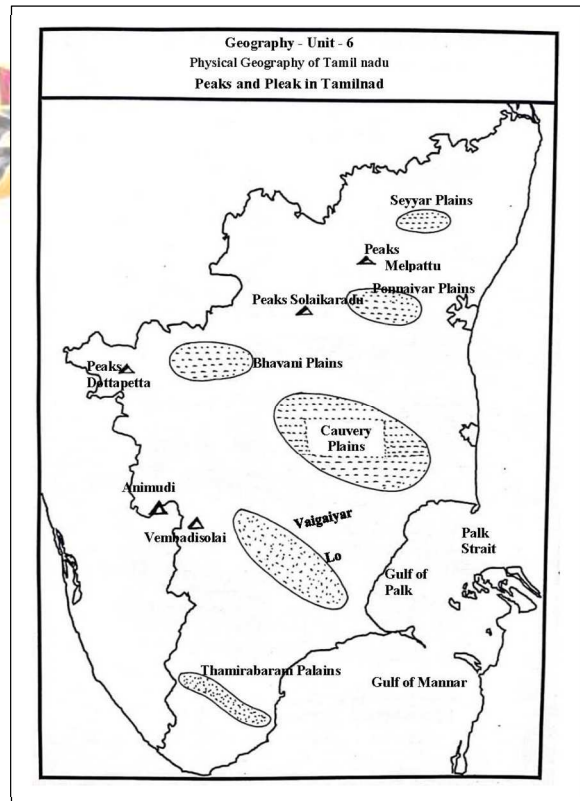 Geography - Unit - 6
Physical Geography of Tamil nadu
Peaks and Pleak in Tamilnad
Seyyar Plains
Peaks
Melpattu
Ponnaivar Plains
Peaks Solaikaradu
Bhavani Plains
Peaks
Dottapetta
Cauvery
Plains
Animudi
Vembadisolai
Vaigaiyar
Lo
Palk
Strait
Gulf of
Palk
Thamirabaram Palains
Gulf of Mannar